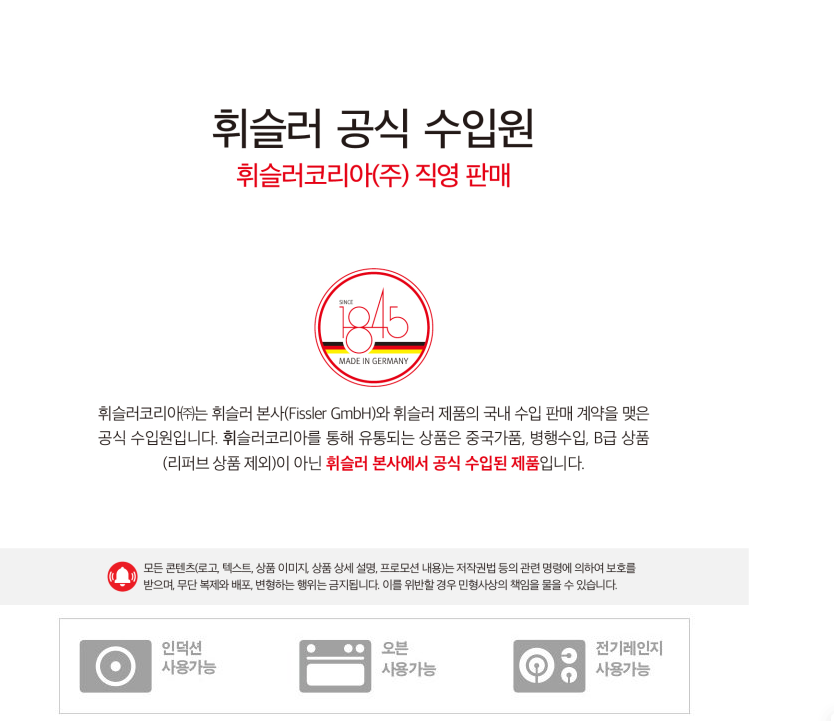 휘슬러 공식 수입원
휘슬러코리아(주) 직영 판매
SINCE
1845
MADE IN GERMANY
휘슬러코리아㈜는 휘슬러 본사(Fissler GmbH)와 휘슬러 제품의 국내 수입 판매 계약을 맺은
공식 수입원입니다. 휘슬러코리아를 통해 유통되는 상품은 중국가품, 병행수입, B급 상품
(리퍼브 상품 제외)이 아닌 휘슬러 본사에서 공식 수입된 제품입니다.
모든 콘텐츠(로고, 텍스트, 상품 이미지, 상품 상세 설명, 프로모션 내용)는 저작권법 등의 관련 명령에 의하여 보호를
받으며, 무단 복제와 배포, 변형하는 행위는 금지됩니다. 이를 위반할 경우 민형사상의 책임을 물을 수 있습니다.
인덕션
사용가능
오븐
사용가능
전기레인지
사용가능